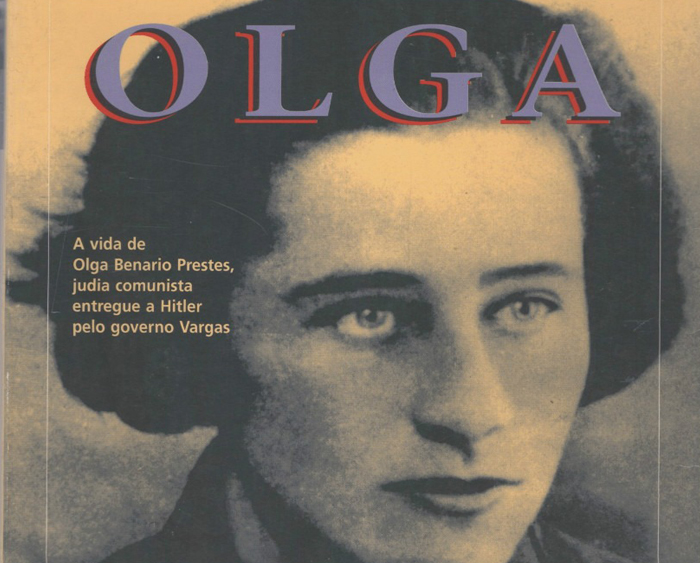 OLGA
A vida de
Olga Benario Prestes,
judia comunista
entregue a Hitler
pelo governo Vargas